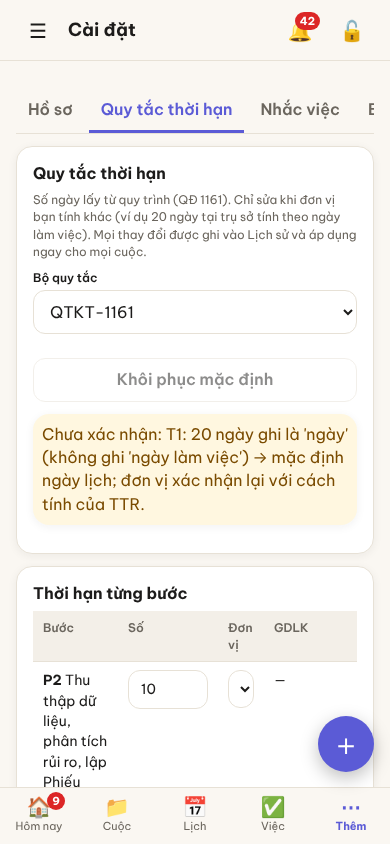 ☰ Cài đặt 42
Hồ sơ Quy tắc thời hạn Nhắc việc
Quy tắc thời hạn
Số ngày lấy từ quy trình (QĐ 1161). Chỉ sửa khi đơn vị
bạn tính khác (ví dụ 20 ngày tại trụ sở tính theo ngày
làm việc). Mọi thay đổi được ghi vào Lịch sử và áp dụng
ngay cho mọi cuộc.
Bộ quy tắc
QTKT-1161
Khôi phục mặc định
Chưa xác nhận: T1: 20 ngày ghi là 'ngày'
(không ghi 'ngày làm việc') → mặc định
ngày lịch; đơn vị xác nhận lại với cách
tính của TTR.
Thời hạn từng bước
Bước Số Đơn GDLK
vị
P2 Thu 10 —
thập dữ
liệu,
phân tích
rủi ro, lập
Phiếu
+
9
Hôm nay Cuộc Lịch Việc Thêm